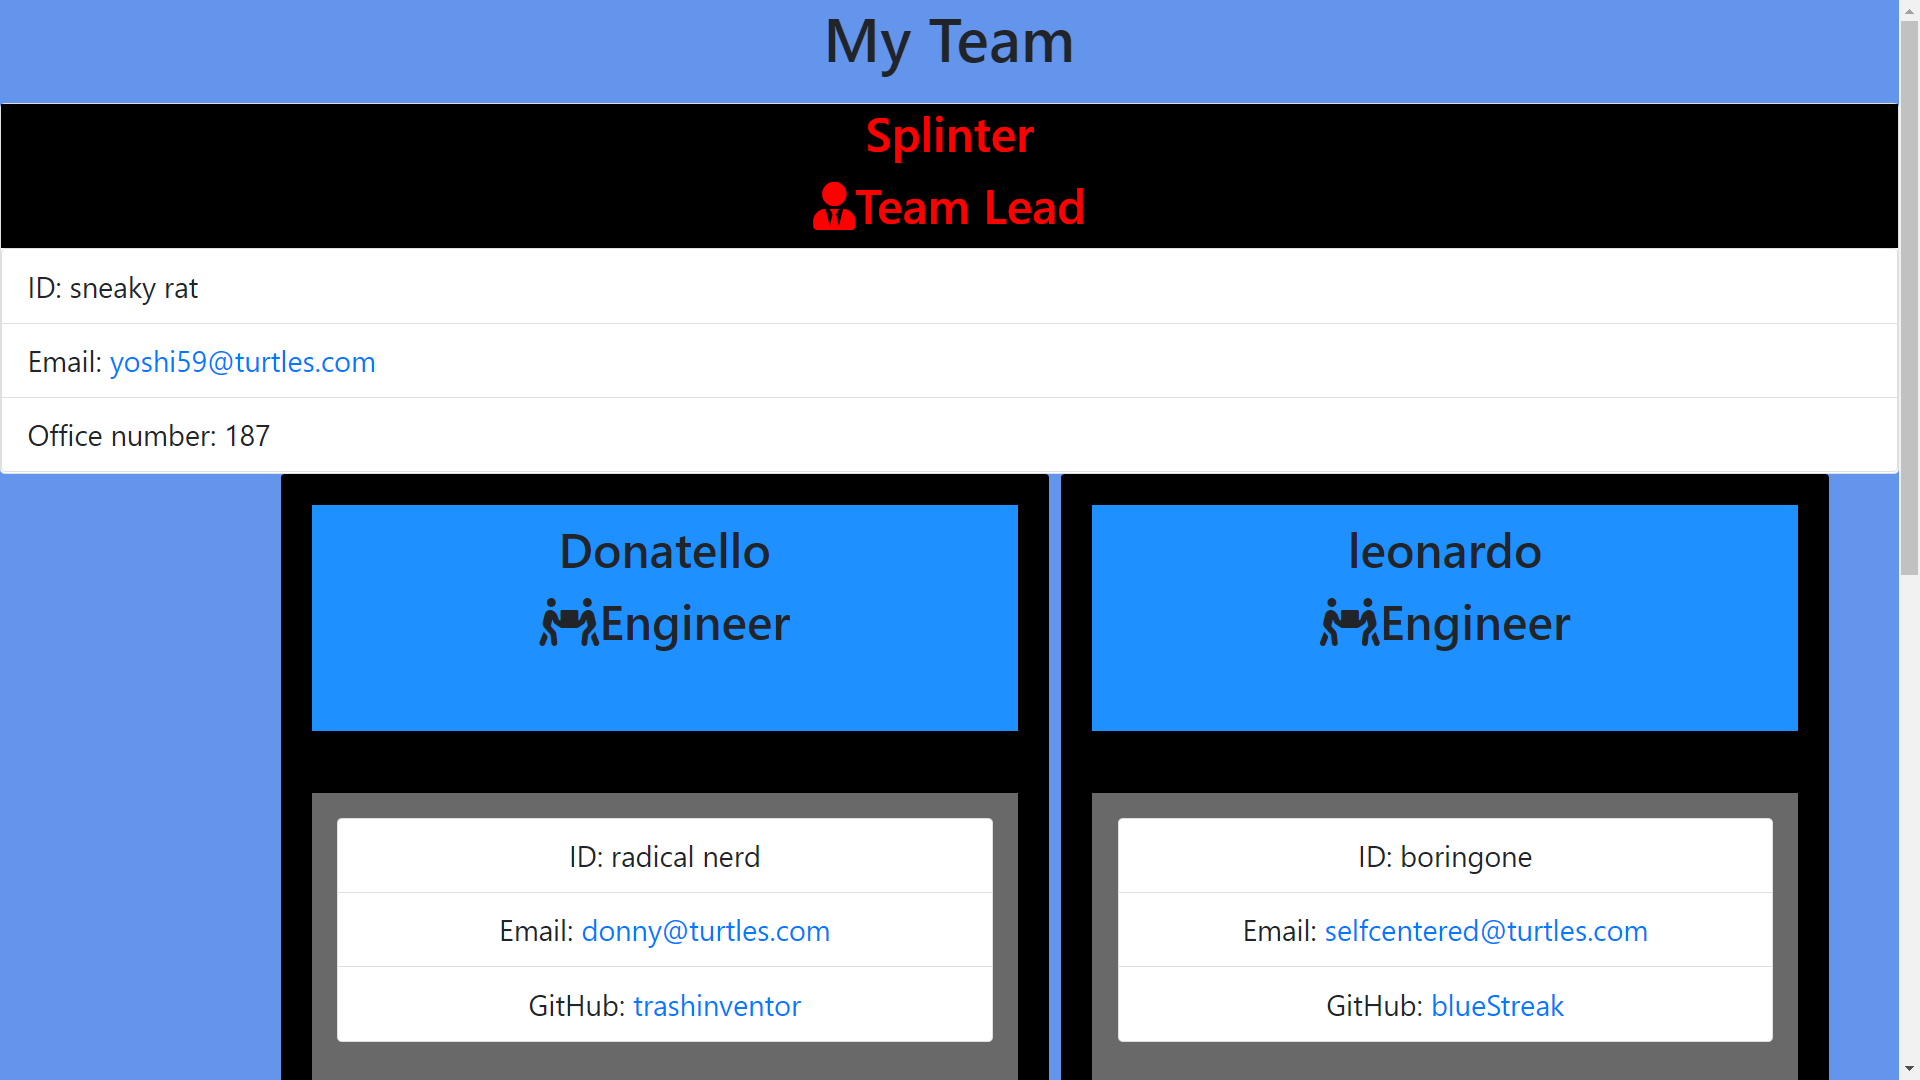 My Team
Splinter
Team Lead
ID: sneaky rat
Email: yoshi59@turtles.com
Office number: 187
Donatello
Engineer
ID: radical nerd
Email: donny@turtles.com
GitHub: trashinventor
leonardo
Engineer
ID: boringone
Email: selfcentered@turtles.com
GitHub: blueStreak